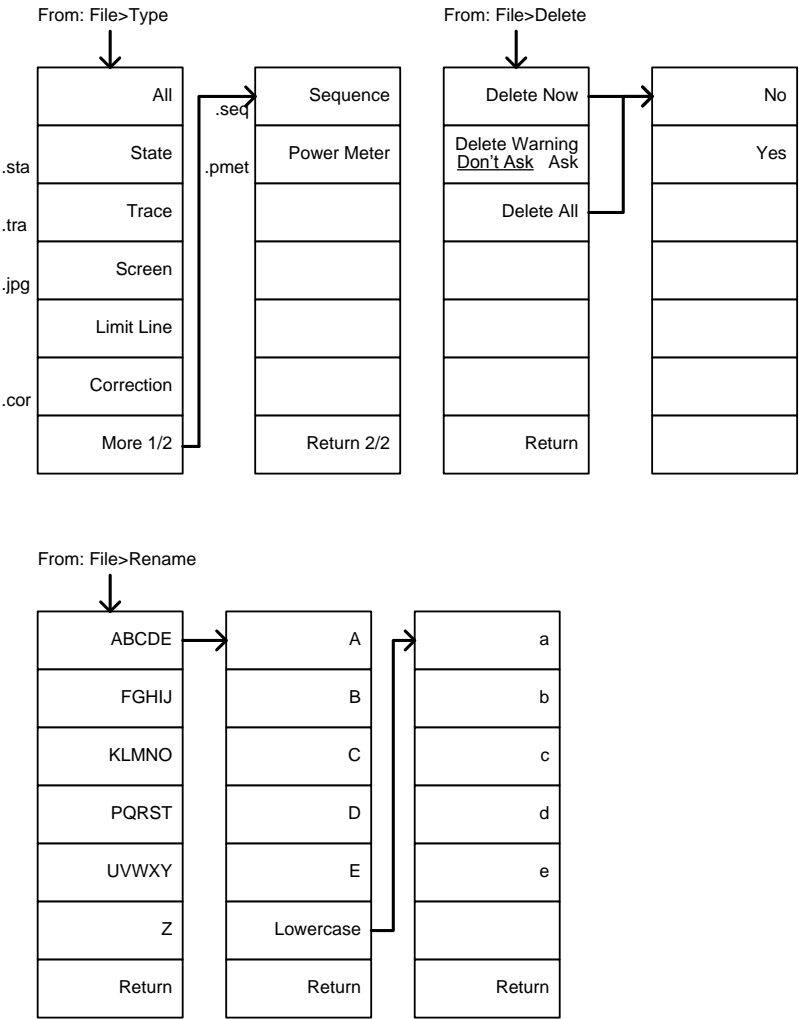 From: File>Type
All
.sta
State
.tra
Trace
.jpg
Screen
Limit Line
.cor
Correction
More 1/2
.seq
Sequence
.pmet
Power Meter
Return 2/2
From: File>Delete
Delete Now
Delete Warning
Don't Ask Ask
Delete All
Return
No
Yes
From: File>Rename
ABCDE
FGHIJ
KLMNO
PQRST
UVWXY
Z
Return
A
B
C
D
E
Lowercase
Return
a
b
c
d
e
Return